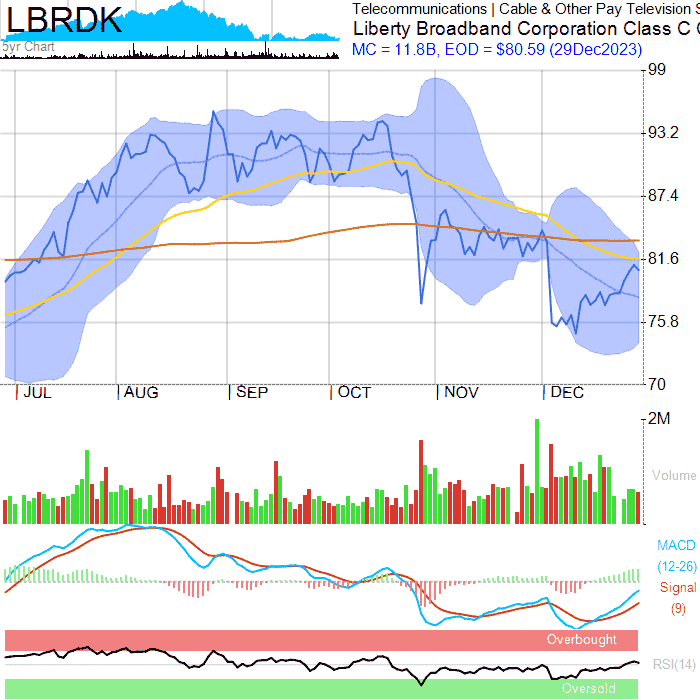 LBRDK
5yr Chart
Telecommunications | Cable & Other Pay Television S
Liberty Broadband Corporation Class C
MC = 11.8B, EOD = $80.59 (29Dec2023)
99
93.2
87.4
81.6
75.8
70
JUL AUG SEP OCT NOV DEC
2M
Volume
MACD
(12-26)
Signal
(9)
Overbought
RSI(14)
Oversold